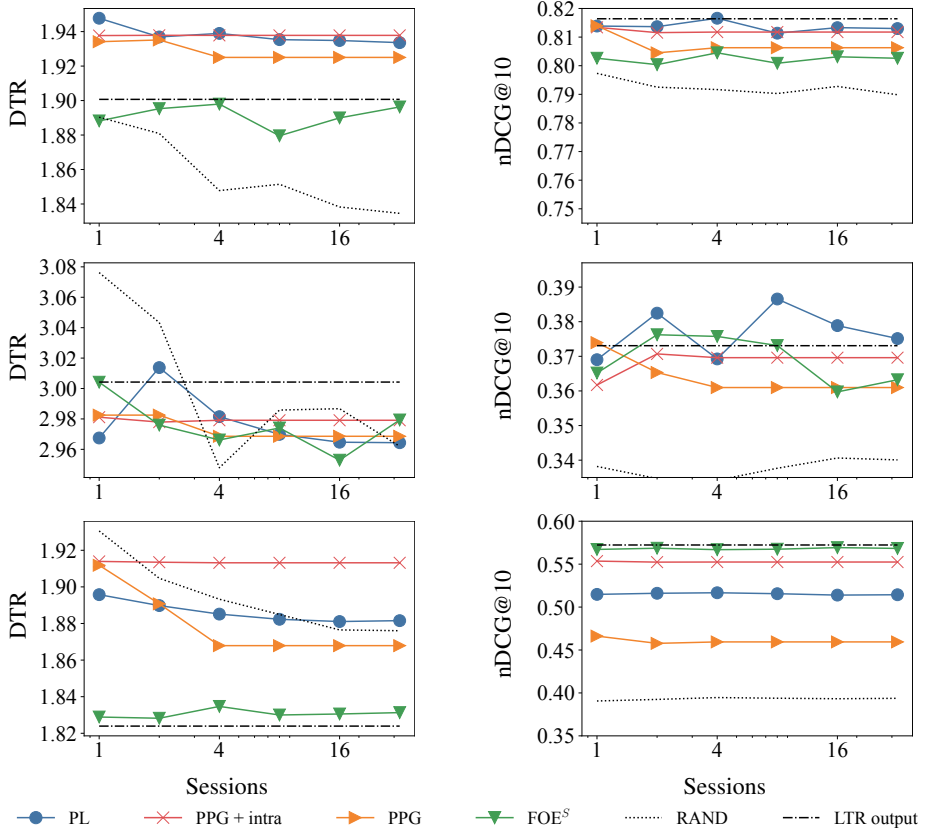 DTR
1.94
1.92
1.90
1.88
1.86
1.84
1 4 16
nDCG@10
0.82
0.81
0.80
0.79
0.78
0.77
0.76
0.75
1 4 16
DTR
3.08
3.06
3.04
3.02
3.00
2.98
2.96
1 4 16
nDCG@10
0.39
0.38
0.37
0.36
0.35
0.34
1 4 16
DTR
1.92
1.90
1.88
1.86
1.84
1.82
1 4 16
Sessions
nDCG@10
0.60
0.55
0.50
0.45
0.40
0.35
1 4 16
Sessions
PL PPG + intra PPG FOE^S RAND LTR output